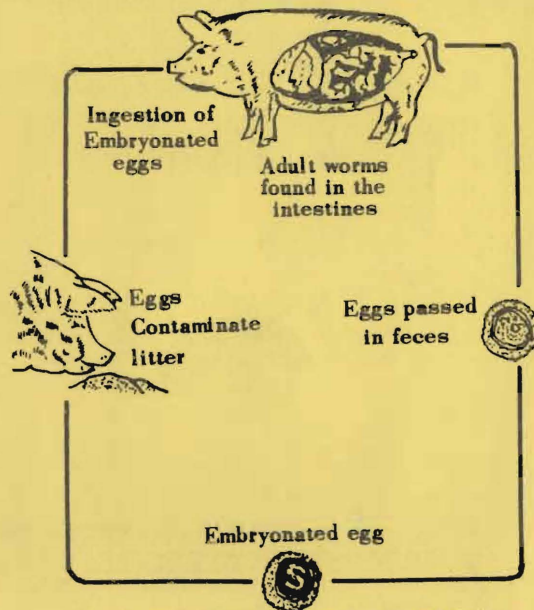 Ingestion of
Embryonated
eggs
Adult worms
found in the
intestines
Eggs
Contaminate
litter
Eggs passed
in feces
Embryonated egg